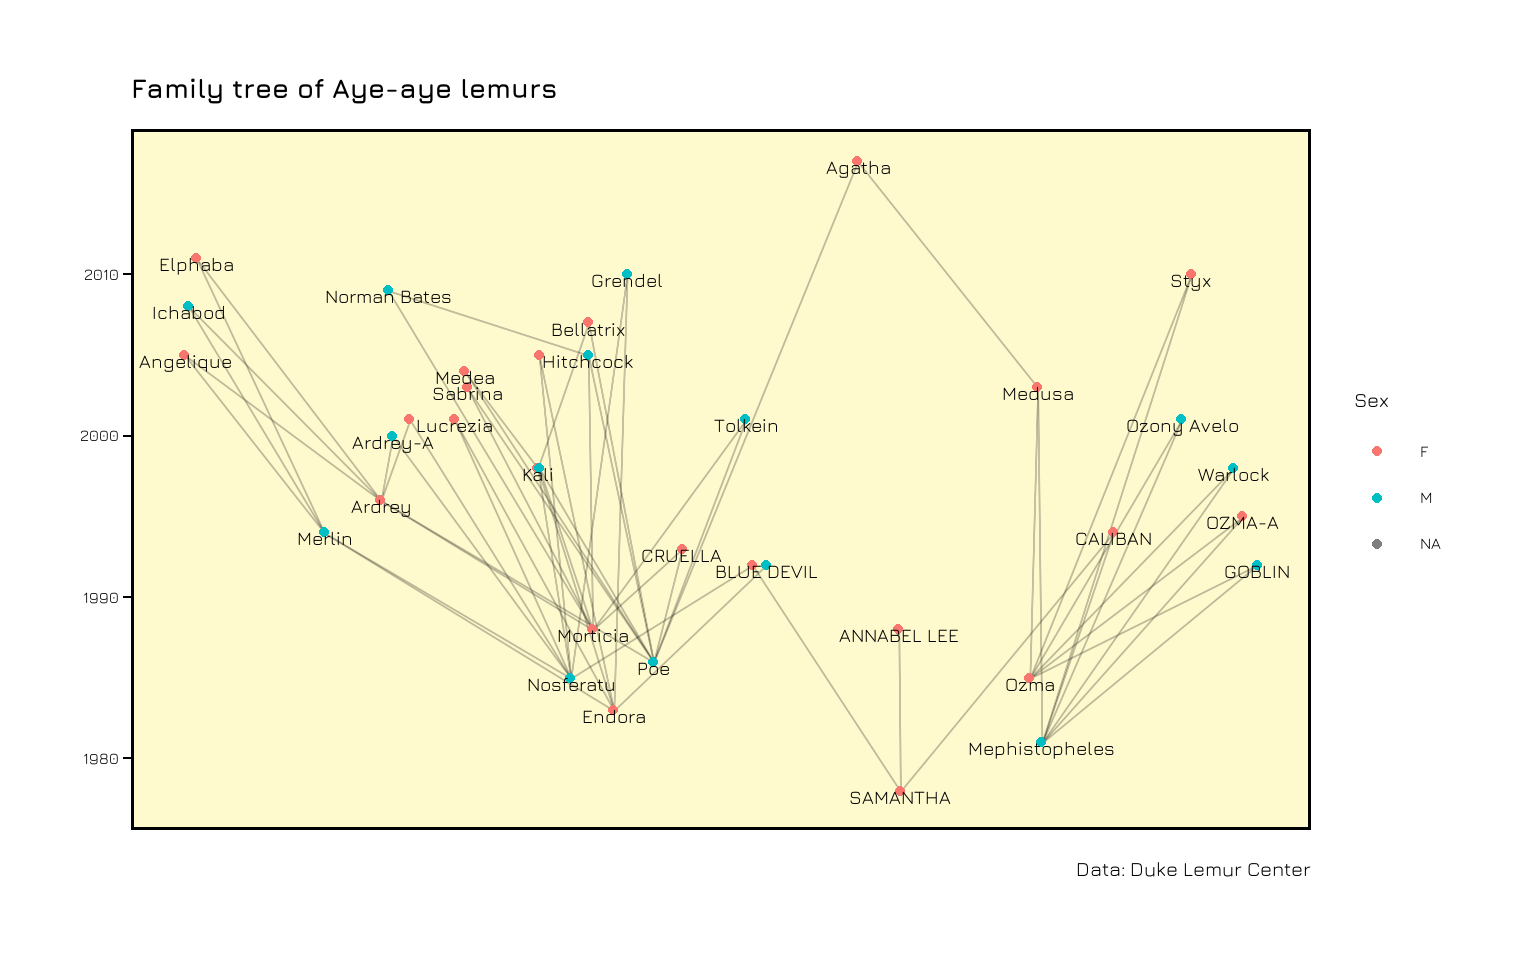 Family tree of Aye-aye lemurs
Agatha
Elphaba
2010
Grendel
Styx
Norman Bates
Ichabod
Bellatrix
Angelique
Hitchcock
Medea
Sabrina
Medusa
Lucrezia
Tolkein
Ozony Avelo
Sex
2000
Ardrey-A
F
Kali
Warlock
M
Ardrey
OZMA-A
Merlin
CALIBAN
NA
CRUELLA
BLUE DEVIL
GOBLIN
1990
Morticia
ANNABEL LEE
Poe
Nosferatu
Ozma
Endora
Mephistopheles
1980
SAMANTHA
Data: Duke Lemur Center